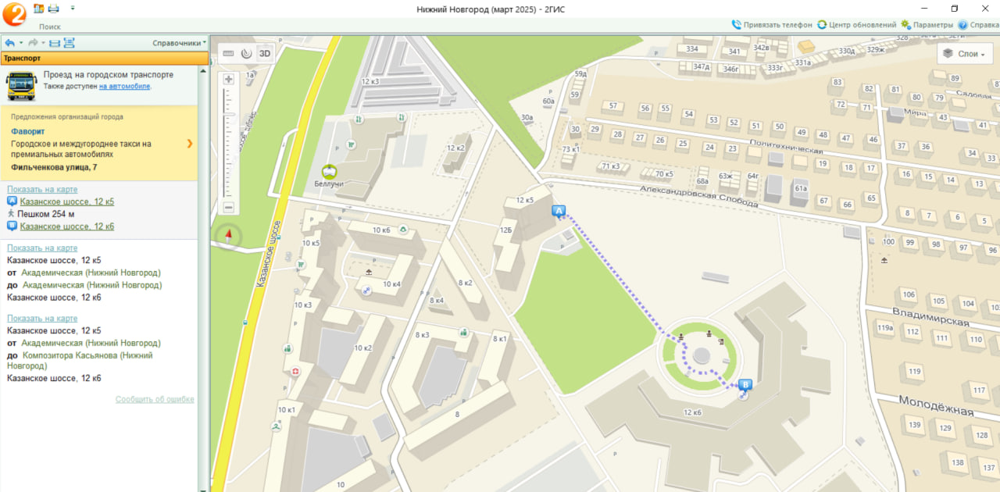 Нижний Новгород (март 2025) - 2ГИС
2
Поиск
Привязать телефон
Центр обновлений
Параметры
Справка
Справочники
Транспорт
Проезд на городском транспорте
Также доступен на автомобиле.
Предложения организаций города
Фаворит
Городское и междугороднее такси на
премиальных автомобилях
Фильченкова улица, 7
Показать на карте
A Казанское шоссе, 12 к5
Пешком 254 м
B Казанское шоссе, 12 к6
Показать на карте
Казанское шоссе, 12 к5
от Академическая (Нижний Новгород)
до Академическая (Нижний Новгород)
Казанское шоссе, 12 к6
Показать на карте
Казанское шоссе, 12 к5
от Академическая (Нижний Новгород)
до Композитора Касьянова (Нижний
Новгород)
Казанское шоссе, 12 к6
Сообщить об ошибке
3D
Слои
1а
12 к3
P
334
341
342в
328
330д
329ж
331а
347д
346г
333г
59д
59
60а
30а
30
73 к1
57
56
55
54
53
52
51
50
49
48
47
46
29
28
27
26
25
24
23
19
18
17
83
82
81
80
79
89
72
71
43
41
37
36
34
33
16
15
14
13
Садовая
Мира
Политехническая
71 к3
70 к5
68а
63ж
64г
61а
67
66
65
Александровская Слобода
8
7
6
5
12 к2
Беллучи
12 к5
A
12Б
10 к6
10 к5
Казанское шоссе
10 к4
8 к2
8 к4
10 к3
10 к2
8 к3
8 к1
8
10 к1
10
12 к6
B
100
99
98
97
96
106
105
104
Владимирская
119а
112
111
110
119
117
Молодёжная
139
129
128
138
137